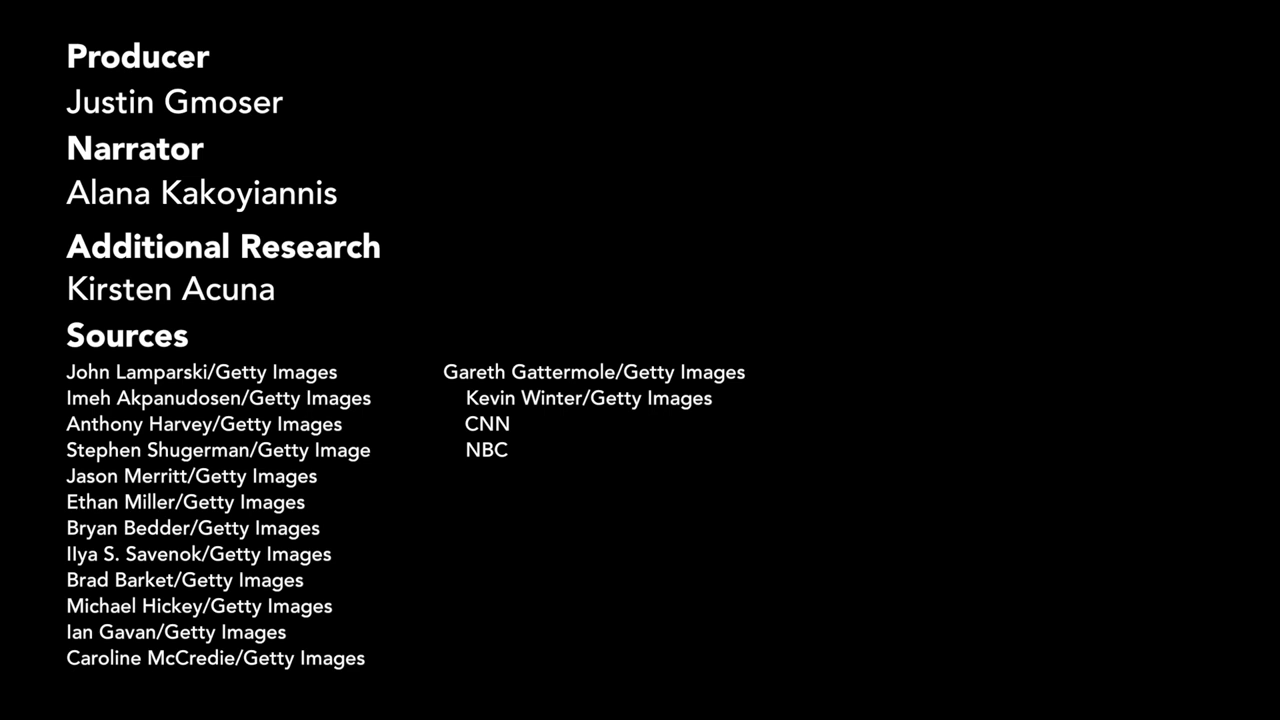 Producer
Justin Gmoser
Narrator
Alana Kakoyiannis
Additional Research
Kirsten Acuna
Sources
John Lamparski/Getty Images
Imeh Akpanudosen/Getty Images
Anthony Harvey/Getty Images
Stephen Shugerman/Getty Image
Jason Merritt/Getty Images
Ethan Miller/Getty Images
Bryan Bedder/Getty Images
Ilya S. Savenok/Getty Images
Brad Barket/Getty Images
Michael Hickey/Getty Images
Ian Gavan/Getty Images
Caroline McCredie/Getty Images
Gareth Gattermole/Getty Images
Kevin Winter/Getty Images
CNN
NBC